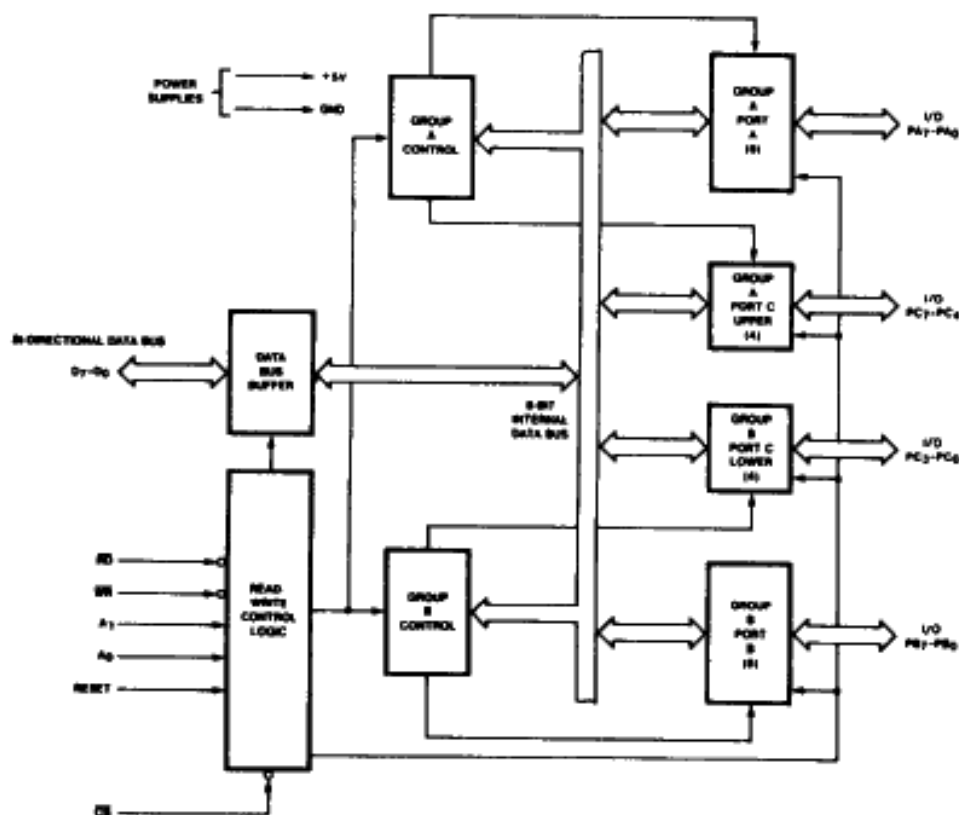 POWER
SUPPLIES
+5V
GND
GROUP
A
CONTROL
GROUP
A
PORT
A
(8)
I/O
PA7-PA0
GROUP
A
PORT C
UPPER
(4)
I/O
PC7-PC4
BI-DIRECTIONAL DATA BUS
D7-D0
DATA
BUS
BUFFER
8-BIT
INTERNAL
DATA BUS
GROUP
B
PORT C
LOWER
(4)
I/O
PC3-PC0
RD
WR
A1
A0
RESET
READ
WRITE
CONTROL
LOGIC
GROUP
B
CONTROL
GROUP
B
PORT
B
(8)
I/O
PB7-PB0
CS